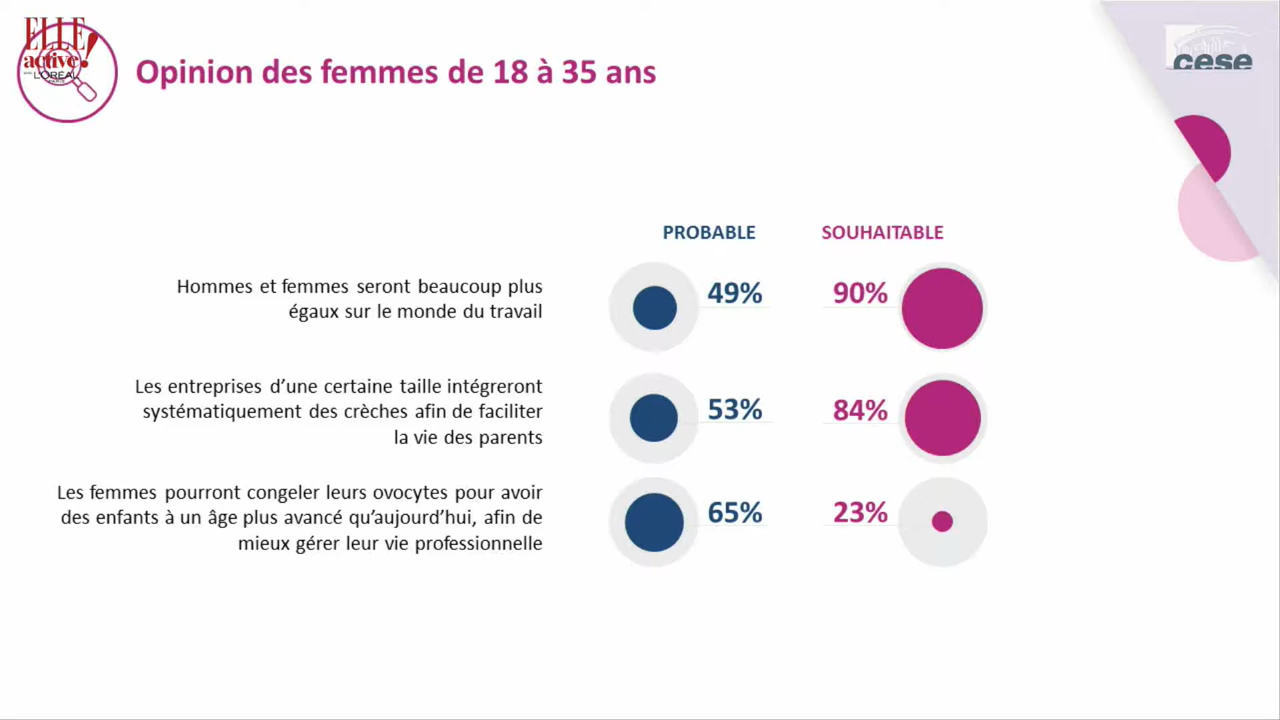 ELLE
active!
L'ORÉAL
PARIS
cese
Opinion des femmes de 18 à 35 ans
PROBABLE SOUHAITABLE
Hommes et femmes seront beaucoup plus
égaux sur le monde du travail
49% 90%
Les entreprises d’une certaine taille intégreront
systématiquement des crèches afin de faciliter
la vie des parents
53% 84%
Les femmes pourront congeler leurs ovocytes pour avoir
des enfants à un âge plus avancé qu’aujourd’hui, afin de
mieux gérer leur vie professionnelle
65% 23%